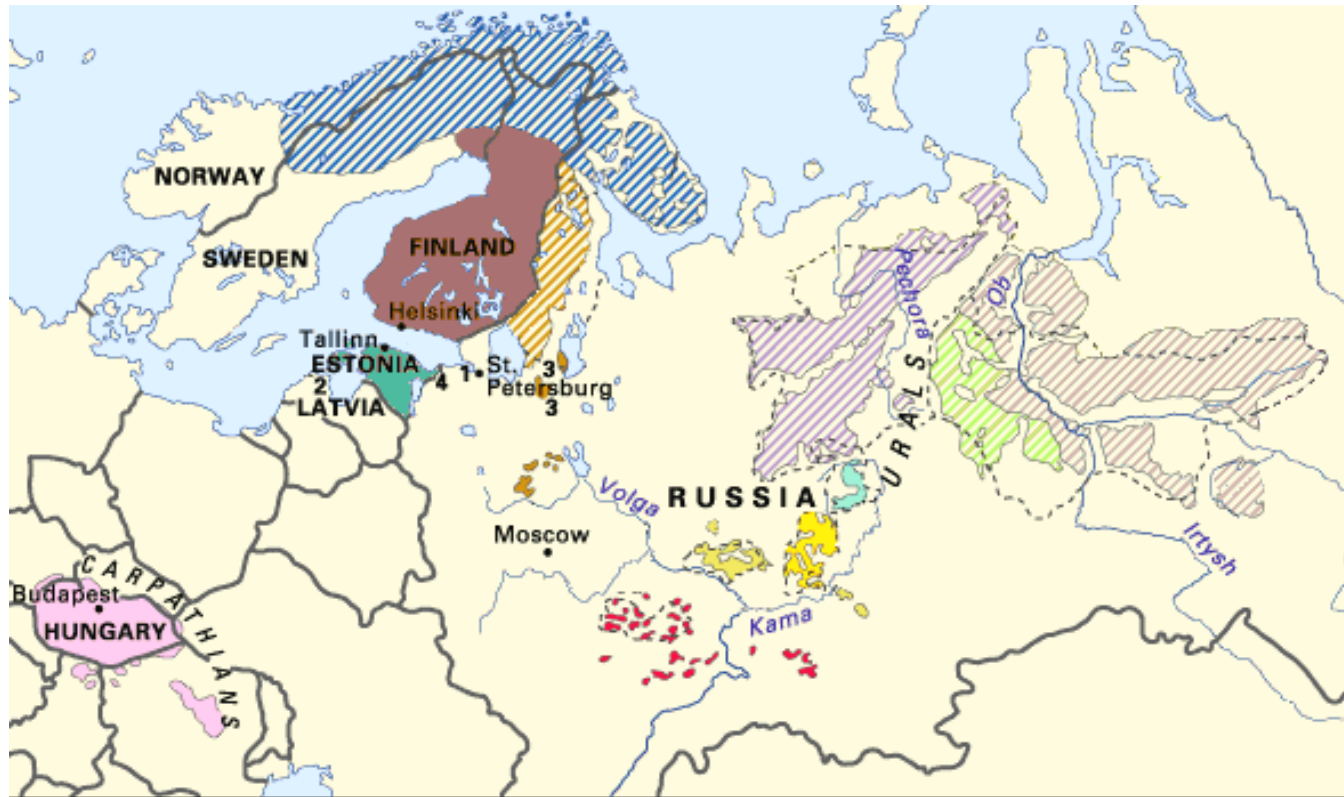 NORWAY
SWEDEN
FINLAND
Helsinki
Tallinn
ESTONIA
2
LATVIA
4
1
St.
Petersburg
3
3
Pechora
Ob
URALS
RUSSIA
Volga
Moscow
Kama
Irtysh
CARPATHIANS
Budapest
HUNGARY